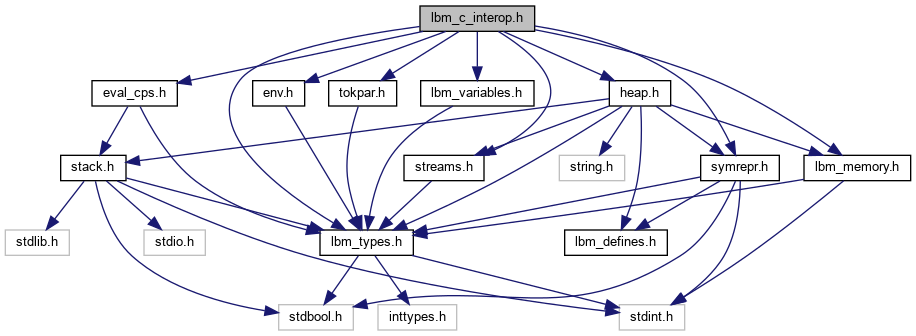 lbm_c_interop.h
eval_cps.h
env.h
tokpar.h
lbm_variables.h
heap.h
stack.h
streams.h
string.h
symrepr.h
lbm_memory.h
stdlib.h
stdio.h
lbm_types.h
lbm_defines.h
stdbool.h
inttypes.h
stdint.h